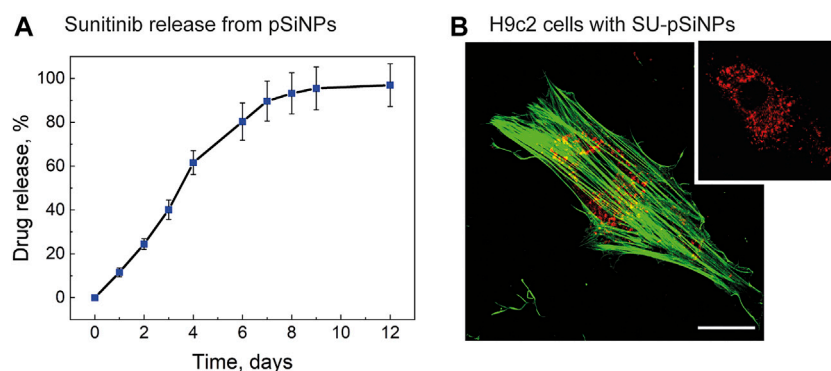 A Sunitinib release from pSiNPs
B H9c2 cells with SU-pSiNPs
Drug release, %
100
80
60
40
20
0
0 2 4 6 8 10 12
Time, days